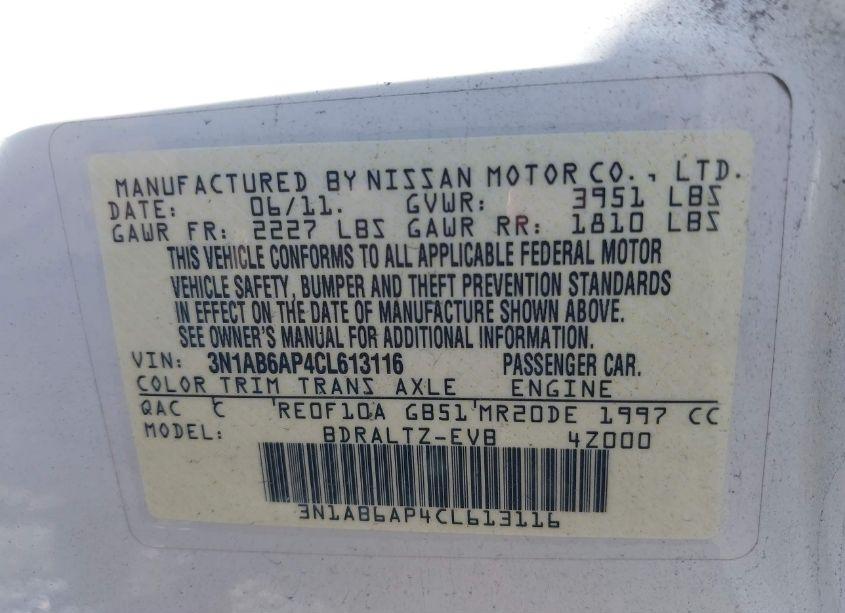 MANUFACTURED BY NISSAN MOTOR CO., LTD.
DATE: 06/11. GVWR: 3951 LBS
GAWR FR: 2227 LBS GAWR RR: 1810 LBS
THIS VEHICLE CONFORMS TO ALL APPLICABLE FEDERAL MOTOR
VEHICLE SAFETY, BUMPER AND THEFT PREVENTION STANDARDS
IN EFFECT ON THE DATE OF MANUFACTURE SHOWN ABOVE.
SEE OWNER'S MANUAL FOR ADDITIONAL INFORMATION.
VIN: 3N1AB6AP4CL613116 PASSENGER CAR.
COLOR TRIM TRANS AXLE ENGINE
QAC C RE0F10A GB51 MR20DE 1997 CC
MODEL: BDRALTZ-EVB 4Z000
3N1AB6AP4CL613116